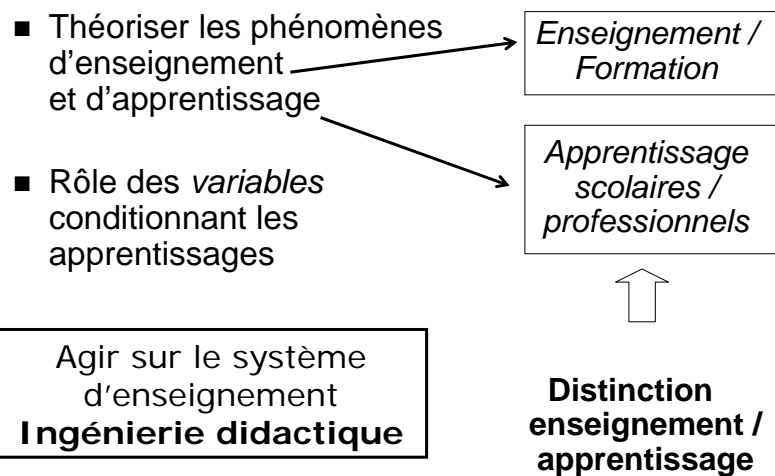 ■ Théoriser les phénomènes
d'enseignement
et d'apprentissage
■ Rôle des variables
conditionnant les
apprentissages
Agir sur le système
d'enseignement
Ingénierie didactique
Enseignement /
Formation
Apprentissage
scolaires /
professionnels
Distinction
enseignement /
apprentissage